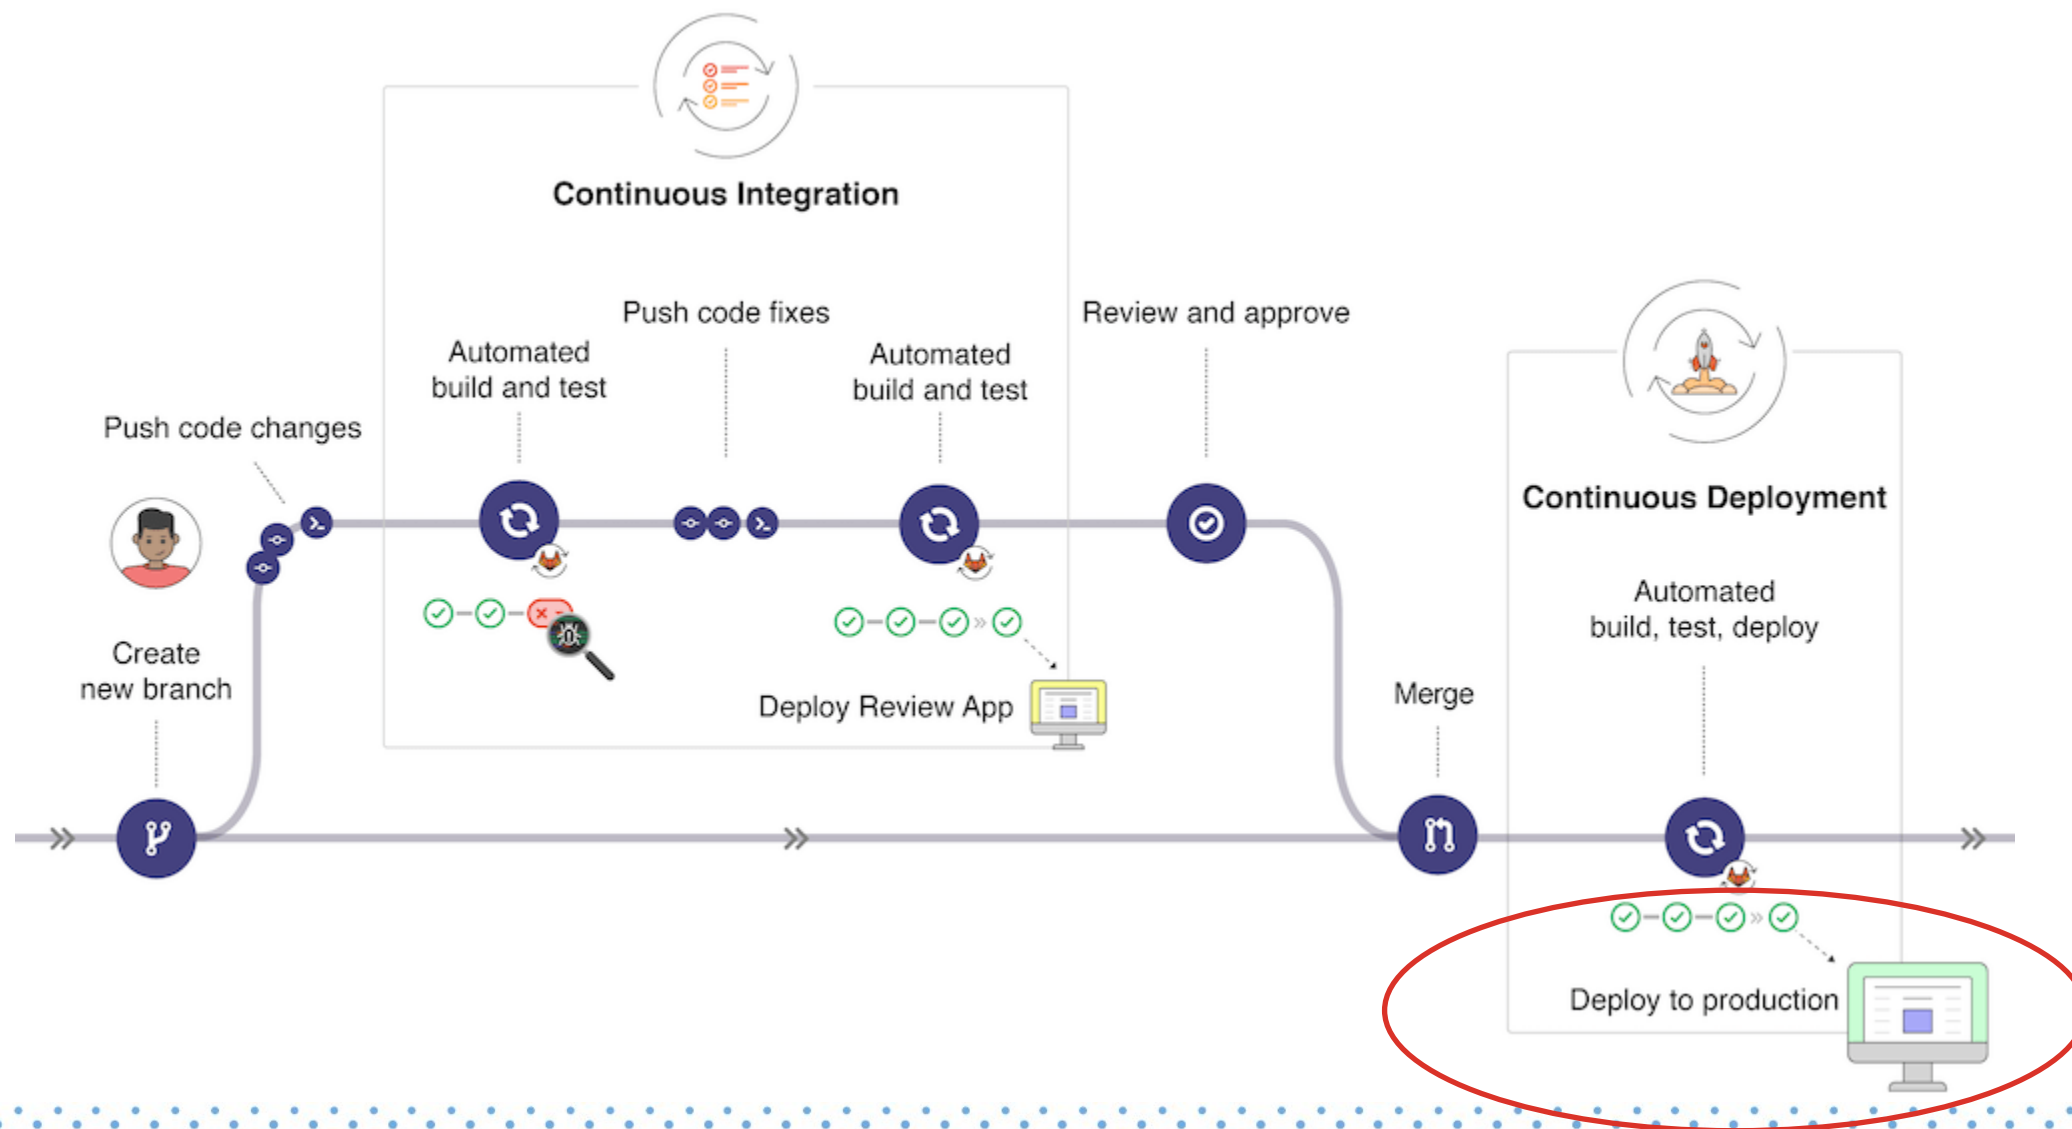 Continuous Integration
Push code fixes
Review and approve
Automated
build and test
Automated
build and test
Push code changes
Continuous Deployment
Automated
build, test, deploy
Create
new branch
Merge
Deploy Review App
Deploy to production